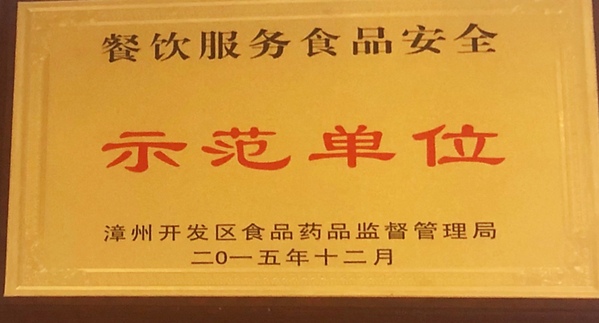 餐饮服务食品安全
示范单位
漳州开发区食品药品监督管理局
二0一五年十二月